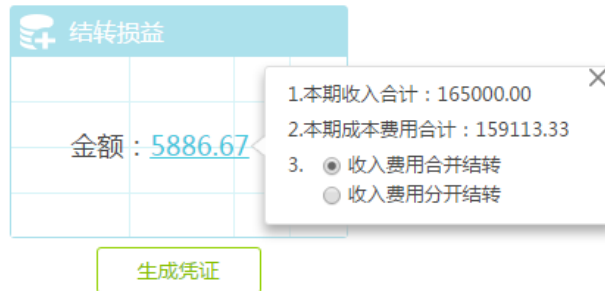 结转损益
1.本期收入合计：165000.00
2.本期成本费用合计：159113.33
金额：5886.67
3. 收入费用合并结转
收入费用分开结转
生成凭证